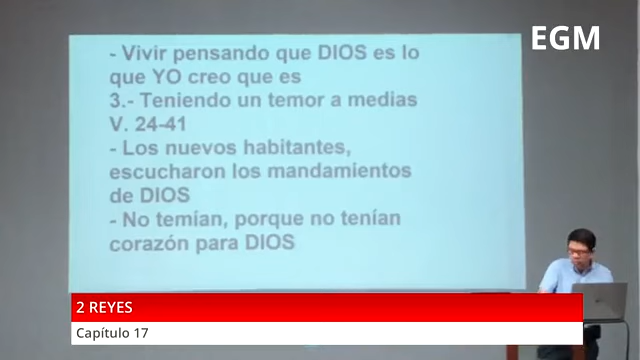 EGM
- Vivir pensando que DIOS es lo
que YO creo que es
3.- Teniendo un temor a medias
V. 24-41
- Los nuevos habitantes,
escucharon los mandamientos
de DIOS
- No temían, porque no tenían
corazón para DIOS
2 REYES
Capítulo 17